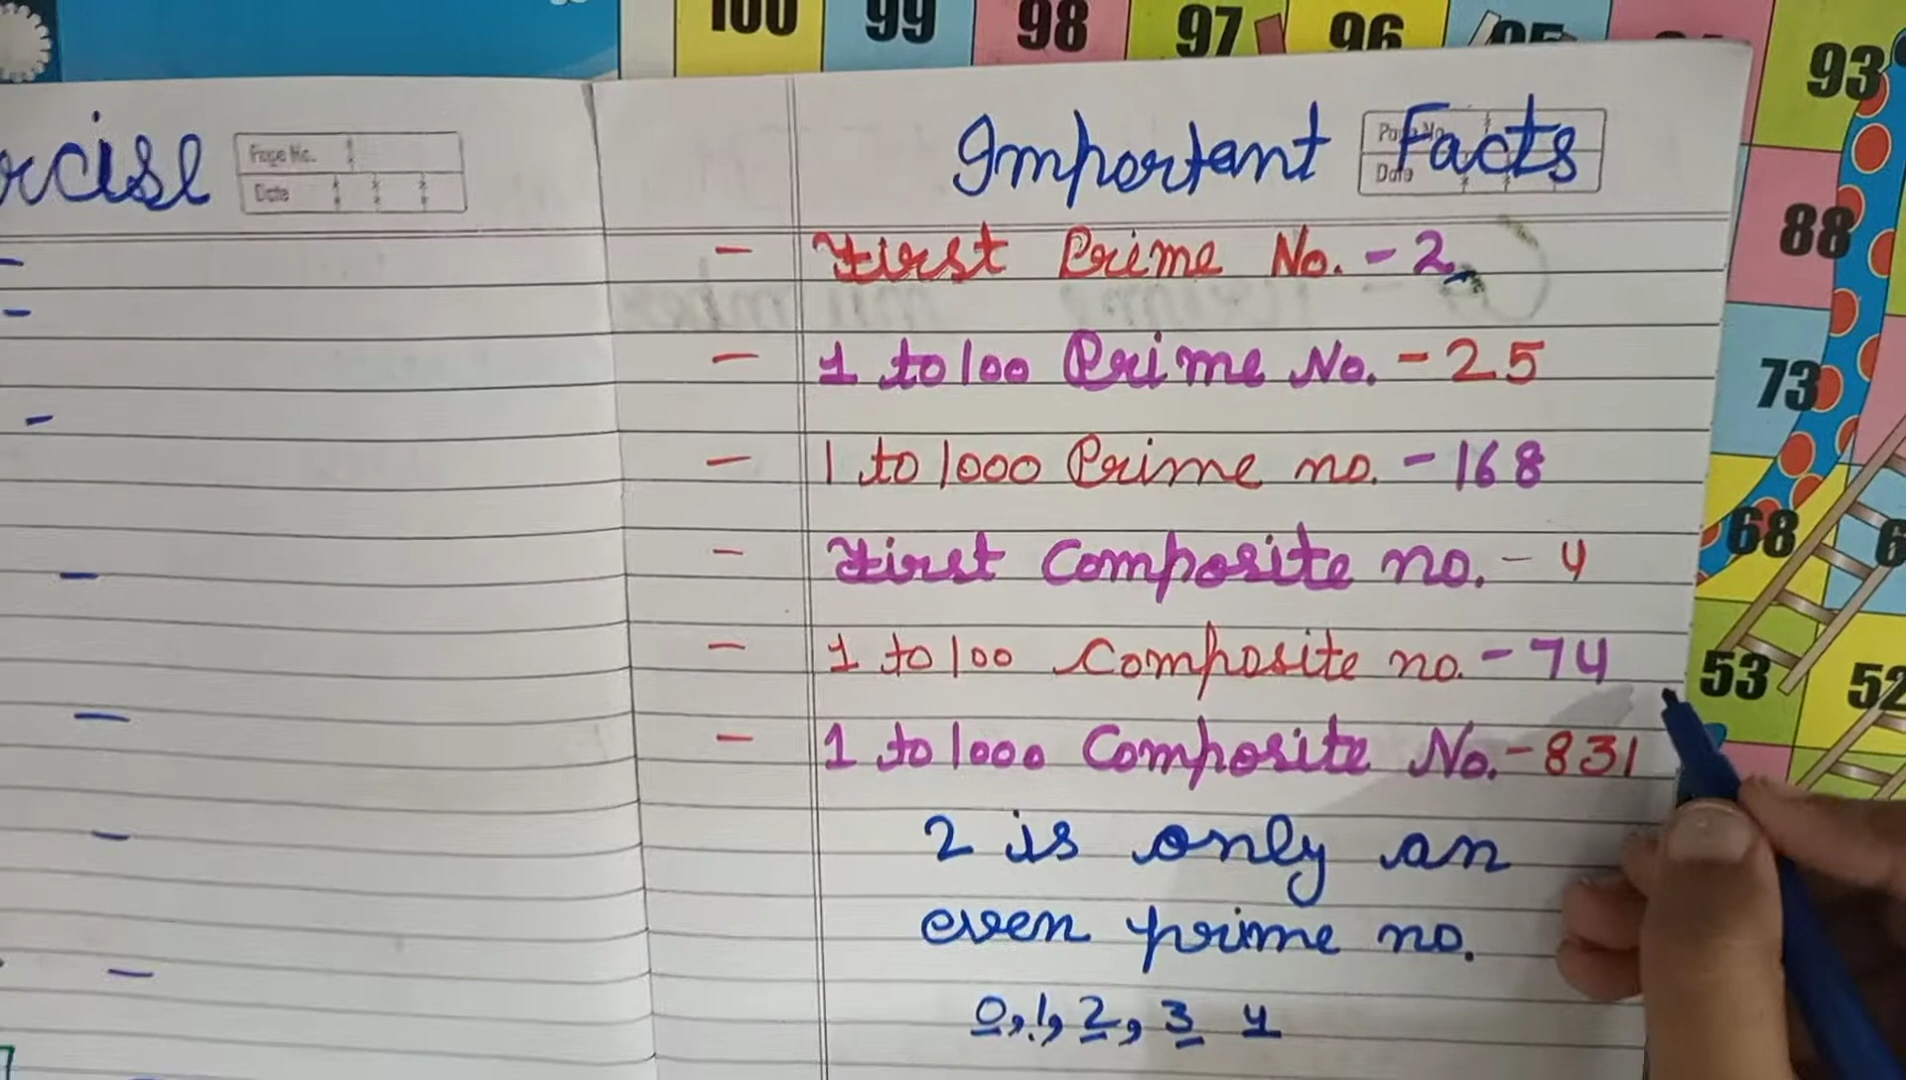 100 99 98 97 96 95
93
88
73
68 6
53 52
rcise
Page No.
Date
Important Facts
Page No.
Date
- First Prime No. - 2
- 1 to 100 Prime No. - 25
- 1 to 1000 Prime no. - 168
- First Composite no. - 4
- 1 to 100 Composite no. - 74
- 1 to 1000 Composite No. - 831
2 is only an
even prime no.
0, 1, 2, 3 4